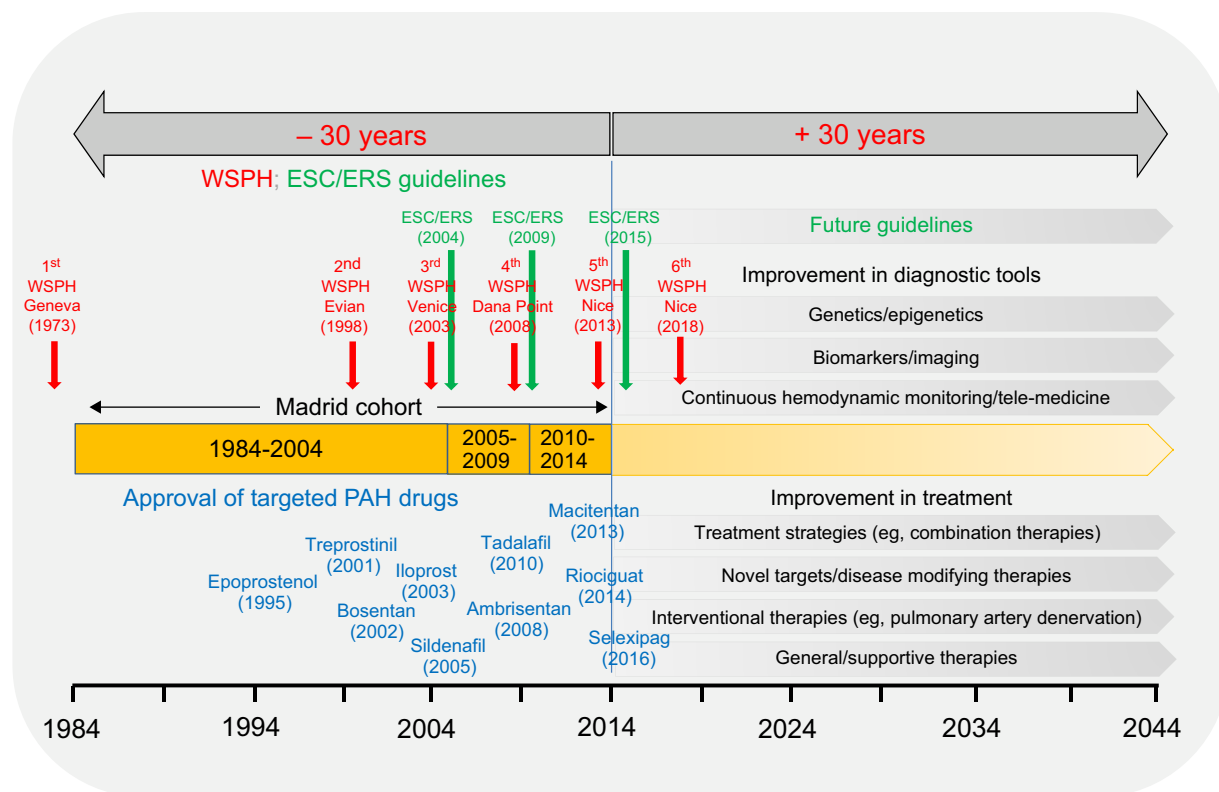 – 30 years
+ 30 years
WSPH; ESC/ERS guidelines
ESC/ERS
(2004)
ESC/ERS
(2009)
ESC/ERS
(2015)
Future guidelines
1st
WSPH
Geneva
(1973)
2nd
WSPH
Evian
(1998)
3rd
WSPH
Venice
(2003)
4th
WSPH
Dana Point
(2008)
5th
WSPH
Nice
(2013)
6th
WSPH
Nice
(2018)
Improvement in diagnostic tools
Genetics/epigenetics
Biomarkers/imaging
Continuous hemodynamic monitoring/tele-medicine
Madrid cohort
1984-2004
2005-
2009
2010-
2014
Approval of targeted PAH drugs
Epoprostenol
(1995)
Treprostinil
(2001)
Bosentan
(2002)
Iloprost
(2003)
Sildenafil
(2005)
Tadalafil
(2010)
Ambrisentan
(2008)
Macitentan
(2013)
Riociguat
(2014)
Selexipag
(2016)
Improvement in treatment
Treatment strategies (eg, combination therapies)
Novel targets/disease modifying therapies
Interventional therapies (eg, pulmonary artery denervation)
General/supportive therapies
1984
1994
2004
2014
2024
2034
2044